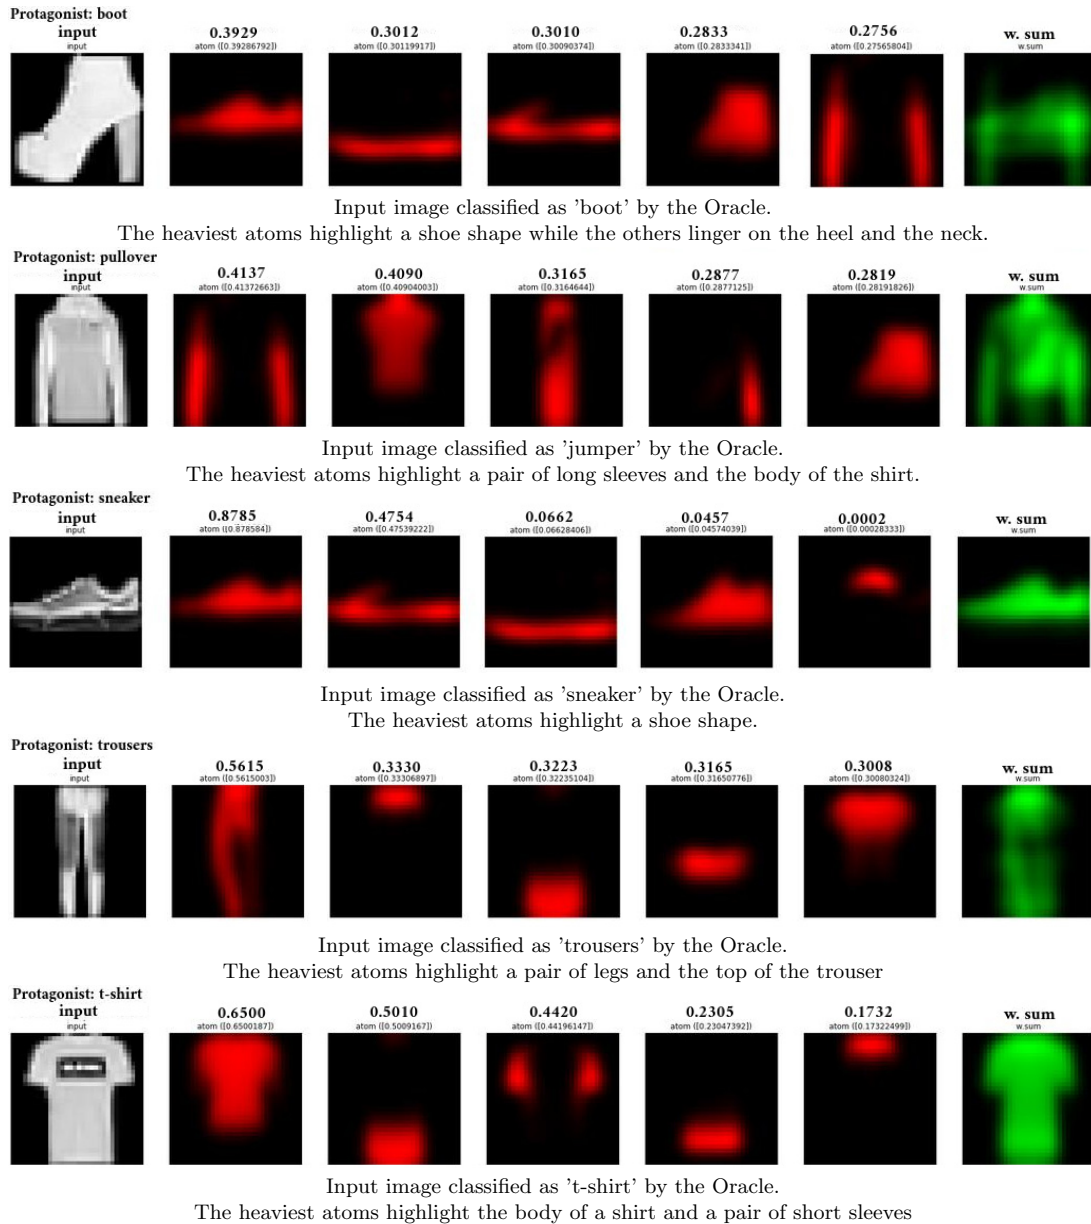 Protagonist: boot
input 0.3929 0.3012 0.3010 0.2833 0.2756 w. sum
input atom ([0.39286792]) atom ([0.30119917]) atom ([0.30090374]) atom ([0.2833341]) atom ([0.27565804]) w.sum
Input image classified as 'boot' by the Oracle.
The heaviest atoms highlight a shoe shape while the others linger on the heel and the neck.
Protagonist: pullover
input 0.4137 0.4090 0.3165 0.2877 0.2819 w. sum
input atom ([0.41372663]) atom ([0.40904003]) atom ([0.3164644]) atom ([0.2877125]) atom ([0.28191826]) w.sum
Input image classified as 'jumper' by the Oracle.
The heaviest atoms highlight a pair of long sleeves and the body of the shirt.
Protagonist: sneaker
input 0.8785 0.4754 0.0662 0.0457 0.0002 w. sum
input atom ([0.878584]) atom ([0.47539222]) atom ([0.06628406]) atom ([0.04574039]) atom ([0.00028333]) w.sum
Input image classified as 'sneaker' by the Oracle.
The heaviest atoms highlight a shoe shape.
Protagonist: trousers
input 0.5615 0.3330 0.3223 0.3165 0.3008 w. sum
input atom ([0.5615003]) atom ([0.33306897]) atom ([0.32235104]) atom ([0.31650776]) atom ([0.30080324]) w.sum
Input image classified as 'trousers' by the Oracle.
The heaviest atoms highlight a pair of legs and the top of the trouser
Protagonist: t-shirt
input 0.6500 0.5010 0.4420 0.2305 0.1732 w. sum
input atom ([0.6500187]) atom ([0.5009167]) atom ([0.44196147]) atom ([0.23047392]) atom ([0.17322499]) w.sum
Input image classified as 't-shirt' by the Oracle.
The heaviest atoms highlight the body of a shirt and a pair of short sleeves